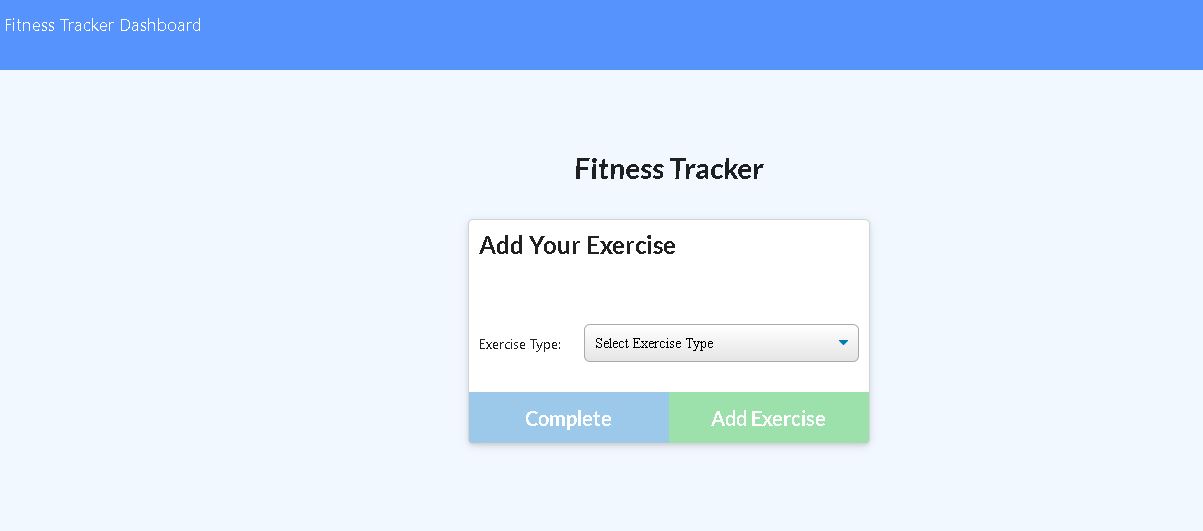 Fitness Tracker Dashboard
Fitness Tracker
Add Your Exercise
Exercise Type: Select Exercise Type
Complete Add Exercise